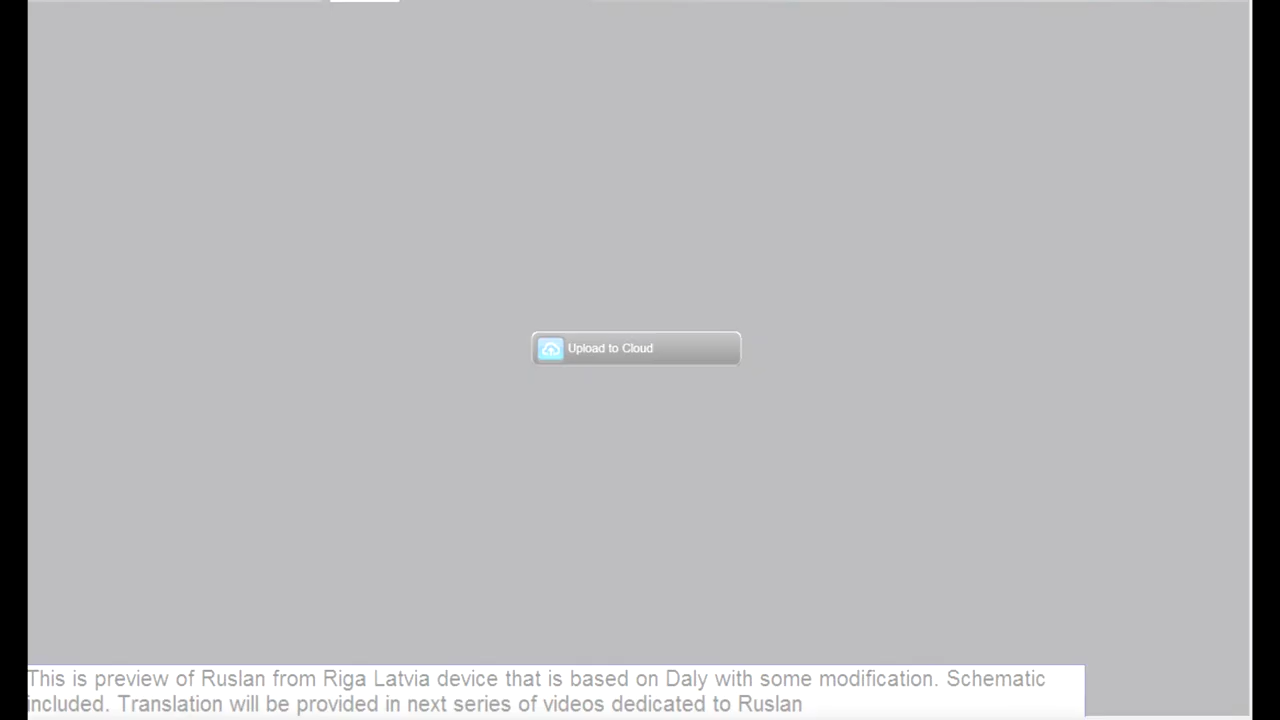 Upload to Cloud
This is preview of Ruslan from Riga Latvia device that is based on Daly with some modification. Schematic
included. Translation will be provided in next series of videos dedicated to Ruslan